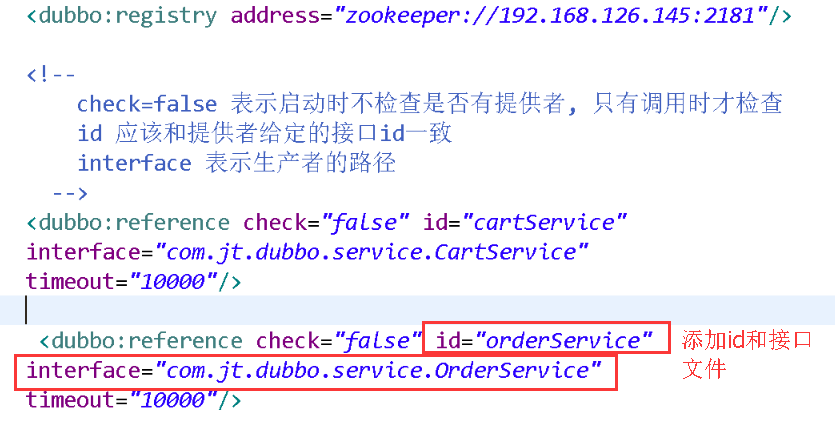 <dubbo:registry address="zookeeper://192.168.126.145:2181"/>
<!--
check=false 表示启动时不检查是否有提供者, 只有调用时才检查
id 应该和提供者给定的接口id一致
interface 表示生产者的路径
-->
<dubbo:reference check="false" id="cartService"
interface="com.jt.dubbo.service.CartService"
timeout="10000"/>
<dubbo:reference check="false" id="orderService"
interface="com.jt.dubbo.service.OrderService"
timeout="10000"/>
添加id和接口
文件